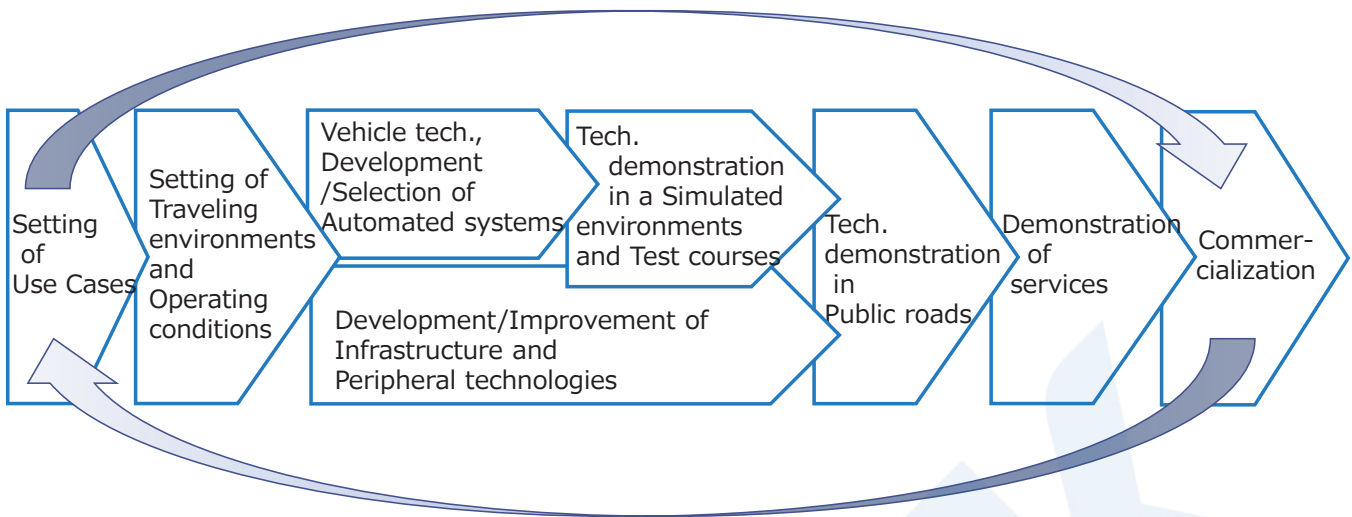 Setting
of
Use Cases
Setting of
Traveling
environments
and
Operating
conditions
Vehicle tech.,
Development
/Selection of
Automated systems
Tech.
demonstration
in a Simulated
environments
and Test courses
Development/Improvement of
Infrastructure and
Peripheral technologies
Tech.
demonstration
in
Public roads
Demonstration
of
services
Commer-
cialization